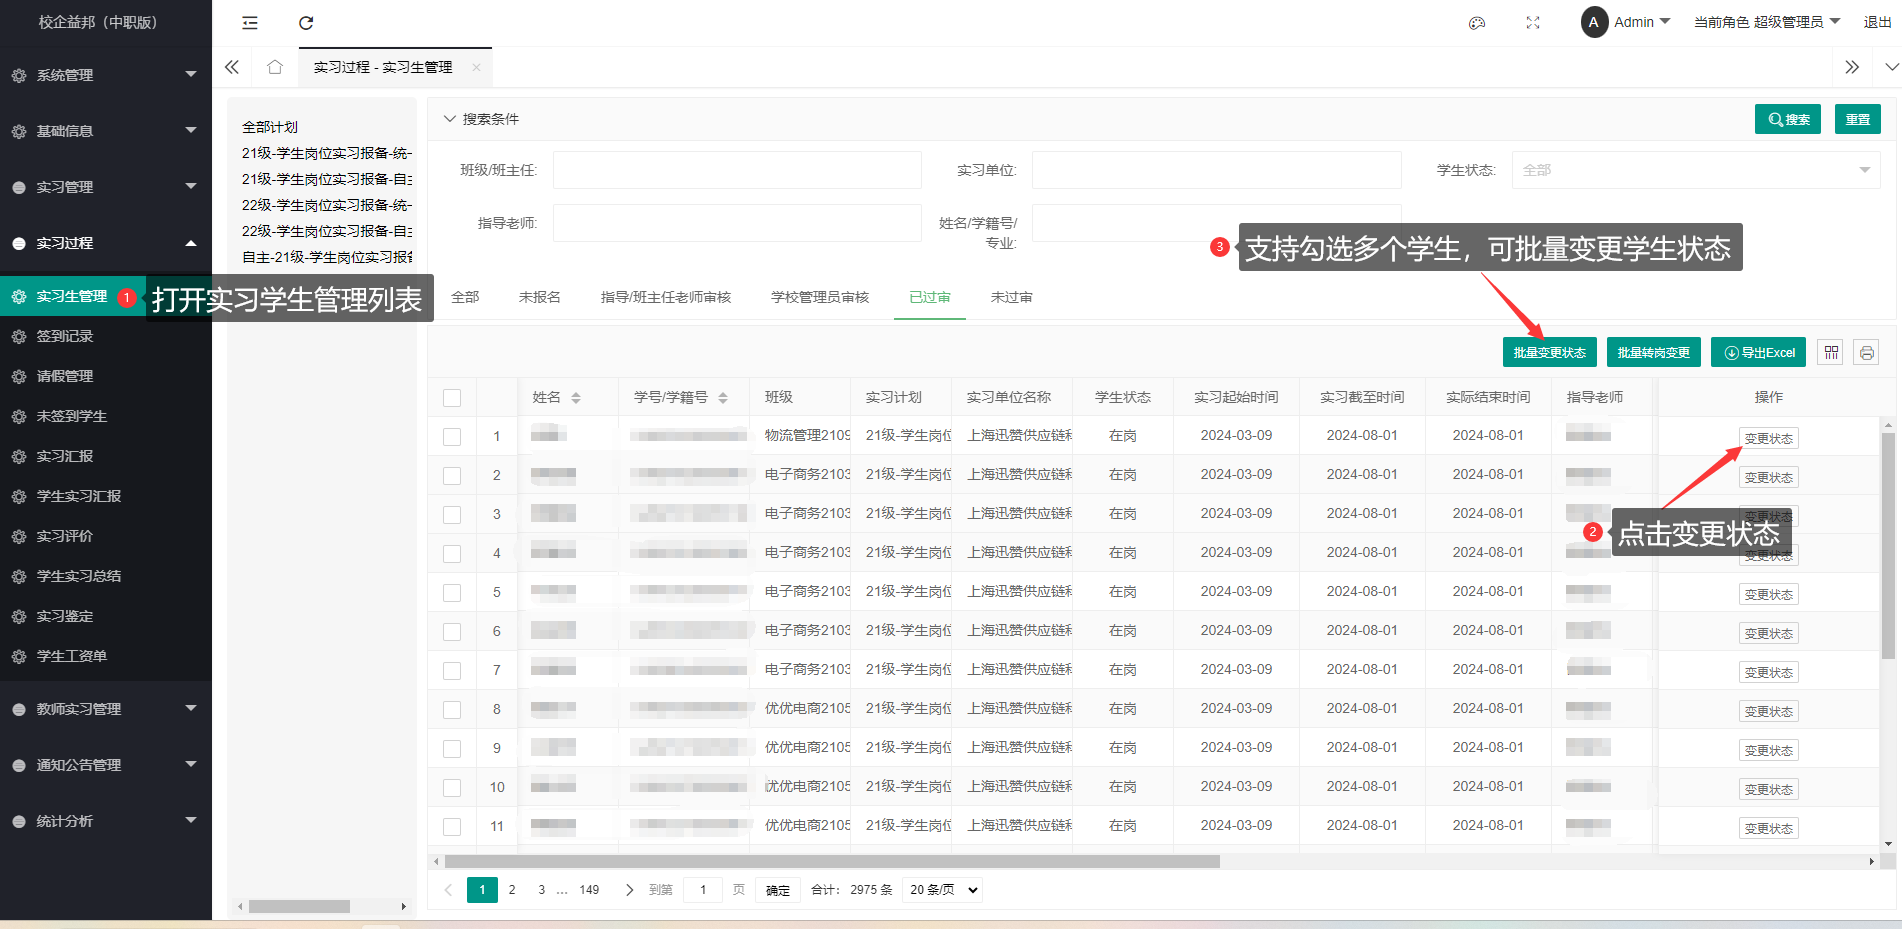 校企益邦（中职版）
Admin
当前角色 超级管理员
退出
系统管理
基础信息
实习管理
实习过程
实习生管理
签到记录
请假管理
未签到学生
实习汇报
学生实习汇报
实习评价
学生实习总结
实习鉴定
学生工资单
教师实习管理
通知公告管理
统计分析
1
打开实习学生管理列表
实习过程 - 实习生管理
全部计划
21级-学生岗位实习报备-统一
21级-学生岗位实习报备-自主
22级-学生岗位实习报备-统一
22级-学生岗位实习报备-自主
自主-21级-学生岗位实习报备
搜索条件
搜索
重置
班级/班主任:
实习单位:
学生状态:
全部
指导老师:
姓名/学籍号/
专业:
3
支持勾选多个学生，可批量变更学生状态
全部
未报名
指导/班主任老师审核
学校管理员审核
已过审
未过审
批量变更状态
批量转岗变更
导出Excel
姓名 学号/学籍号 班级 实习计划 实习单位名称 学生状态 实习起始时间 实习截至时间 实际结束时间 指导老师 操作
1 物流管理2109 21级-学生岗位 上海迅赞供应链科 在岗 2024-03-09 2024-08-01 2024-08-01 变更状态
2 电子商务2103 21级-学生岗位 上海迅赞供应链科 在岗 2024-03-09 2024-08-01 2024-08-01 变更状态
3 电子商务2103 21级-学生岗位 上海迅赞供应链科 在岗 2024-03-09 2024-08-01 2024-08-01 变更状态
2
点击变更状态
4 电子商务2103 21级-学生岗位 上海迅赞供应链科 在岗 2024-03-09 2024-08-01 2024-08-01 变更状态
5 电子商务2103 21级-学生岗位 上海迅赞供应链科 在岗 2024-03-09 2024-08-01 2024-08-01 变更状态
6 电子商务2103 21级-学生岗位 上海迅赞供应链科 在岗 2024-03-09 2024-08-01 2024-08-01 变更状态
7 电子商务2103 21级-学生岗位 上海迅赞供应链科 在岗 2024-03-09 2024-08-01 2024-08-01 变更状态
8 优优电商2105 21级-学生岗位 上海迅赞供应链科 在岗 2024-03-09 2024-08-01 2024-08-01 变更状态
9 优优电商2105 21级-学生岗位 上海迅赞供应链科 在岗 2024-03-09 2024-08-01 2024-08-01 变更状态
10 优优电商2105 21级-学生岗位 上海迅赞供应链科 在岗 2024-03-09 2024-08-01 2024-08-01 变更状态
11 优优电商2105 21级-学生岗位 上海迅赞供应链科 在岗 2024-03-09 2024-08-01 2024-08-01 变更状态
1 2 3 … 149 到第 1 页 确定 合计： 2975 条 20 条/页